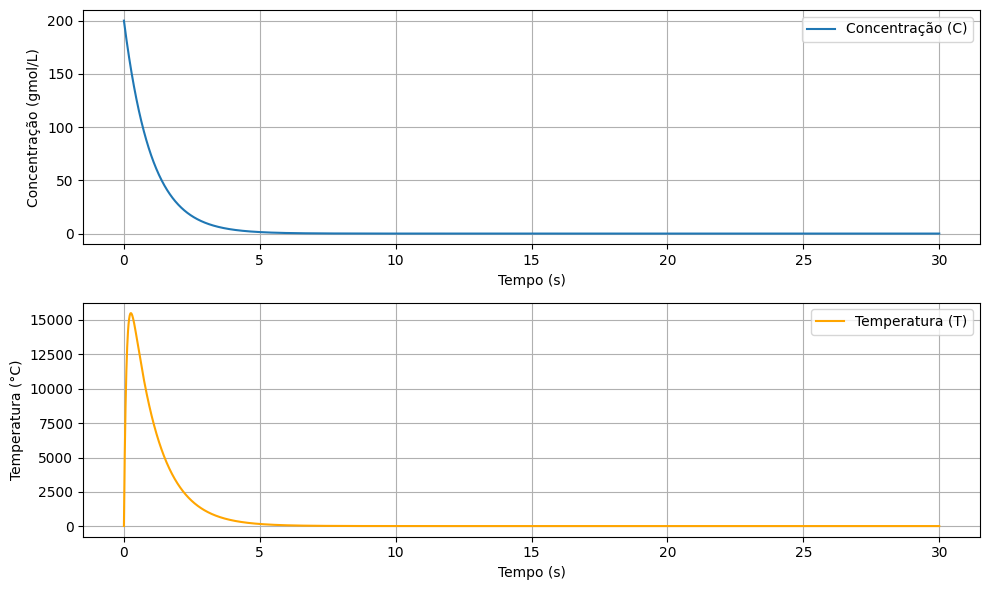 Concentração (gmol/L)
200
150
100
50
0
Concentração (C)
0 5 10 15 20 25 30
Tempo (s)
Temperatura (°C)
15000
12500
10000
7500
5000
2500
0
Temperatura (T)
0 5 10 15 20 25 30
Tempo (s)